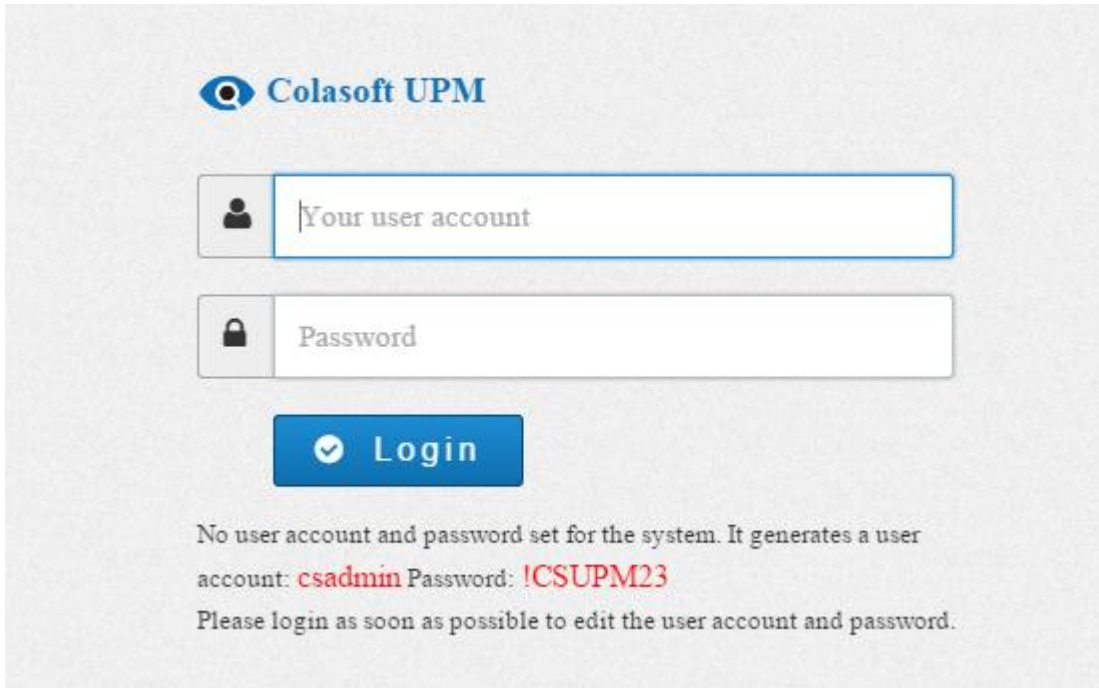 Colasoft UPM
Your user account
Password
Login
No user account and password set for the system. It generates a user
account: csadmin Password: !CSUPM23
Please login as soon as possible to edit the user account and password.